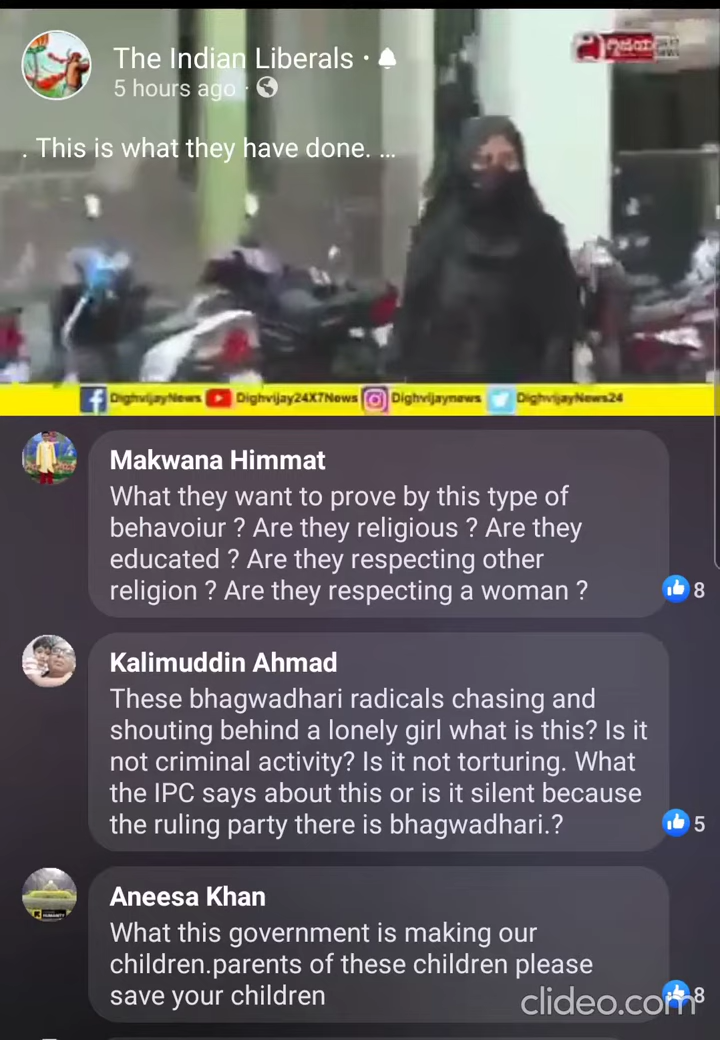 The Indian Liberals
5 hours ago
. This is what they have done. ...
DighvijayNews Dighvijay24X7News Dighvijaynews DighvijayNews24
Makwana Himmat
What they want to prove by this type of
behavoiur ? Are they religious ? Are they
educated ? Are they respecting other
religion ? Are they respecting a woman ?
8
Kalimuddin Ahmad
These bhagwadhari radicals chasing and
shouting behind a lonely girl what is this? Is it
not criminal activity? Is it not torturing. What
the IPC says about this or is it silent because
the ruling party there is bhagwadhari.?
5
Aneesa Khan
What this government is making our
children.parents of these children please
save your children
8
clideo.com